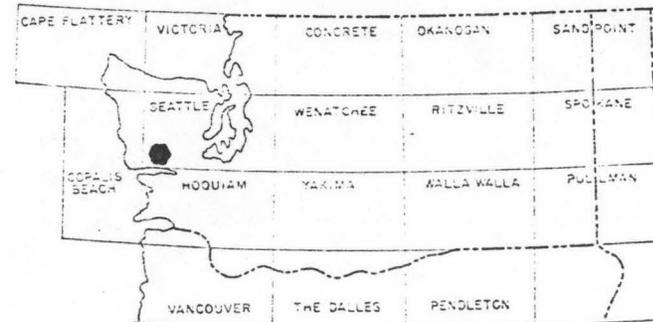 CAPE FLATTERY VICTORIA CONCRETE OKANOGAN SANDPOINT
SEATTLE WENATCHEE RITZVILLE SPOKANE
COPALIS BEACH HOQUIAM YAKIMA WALLA WALLA PULLMAN
VANCOUVER THE DALLES PENDLETON